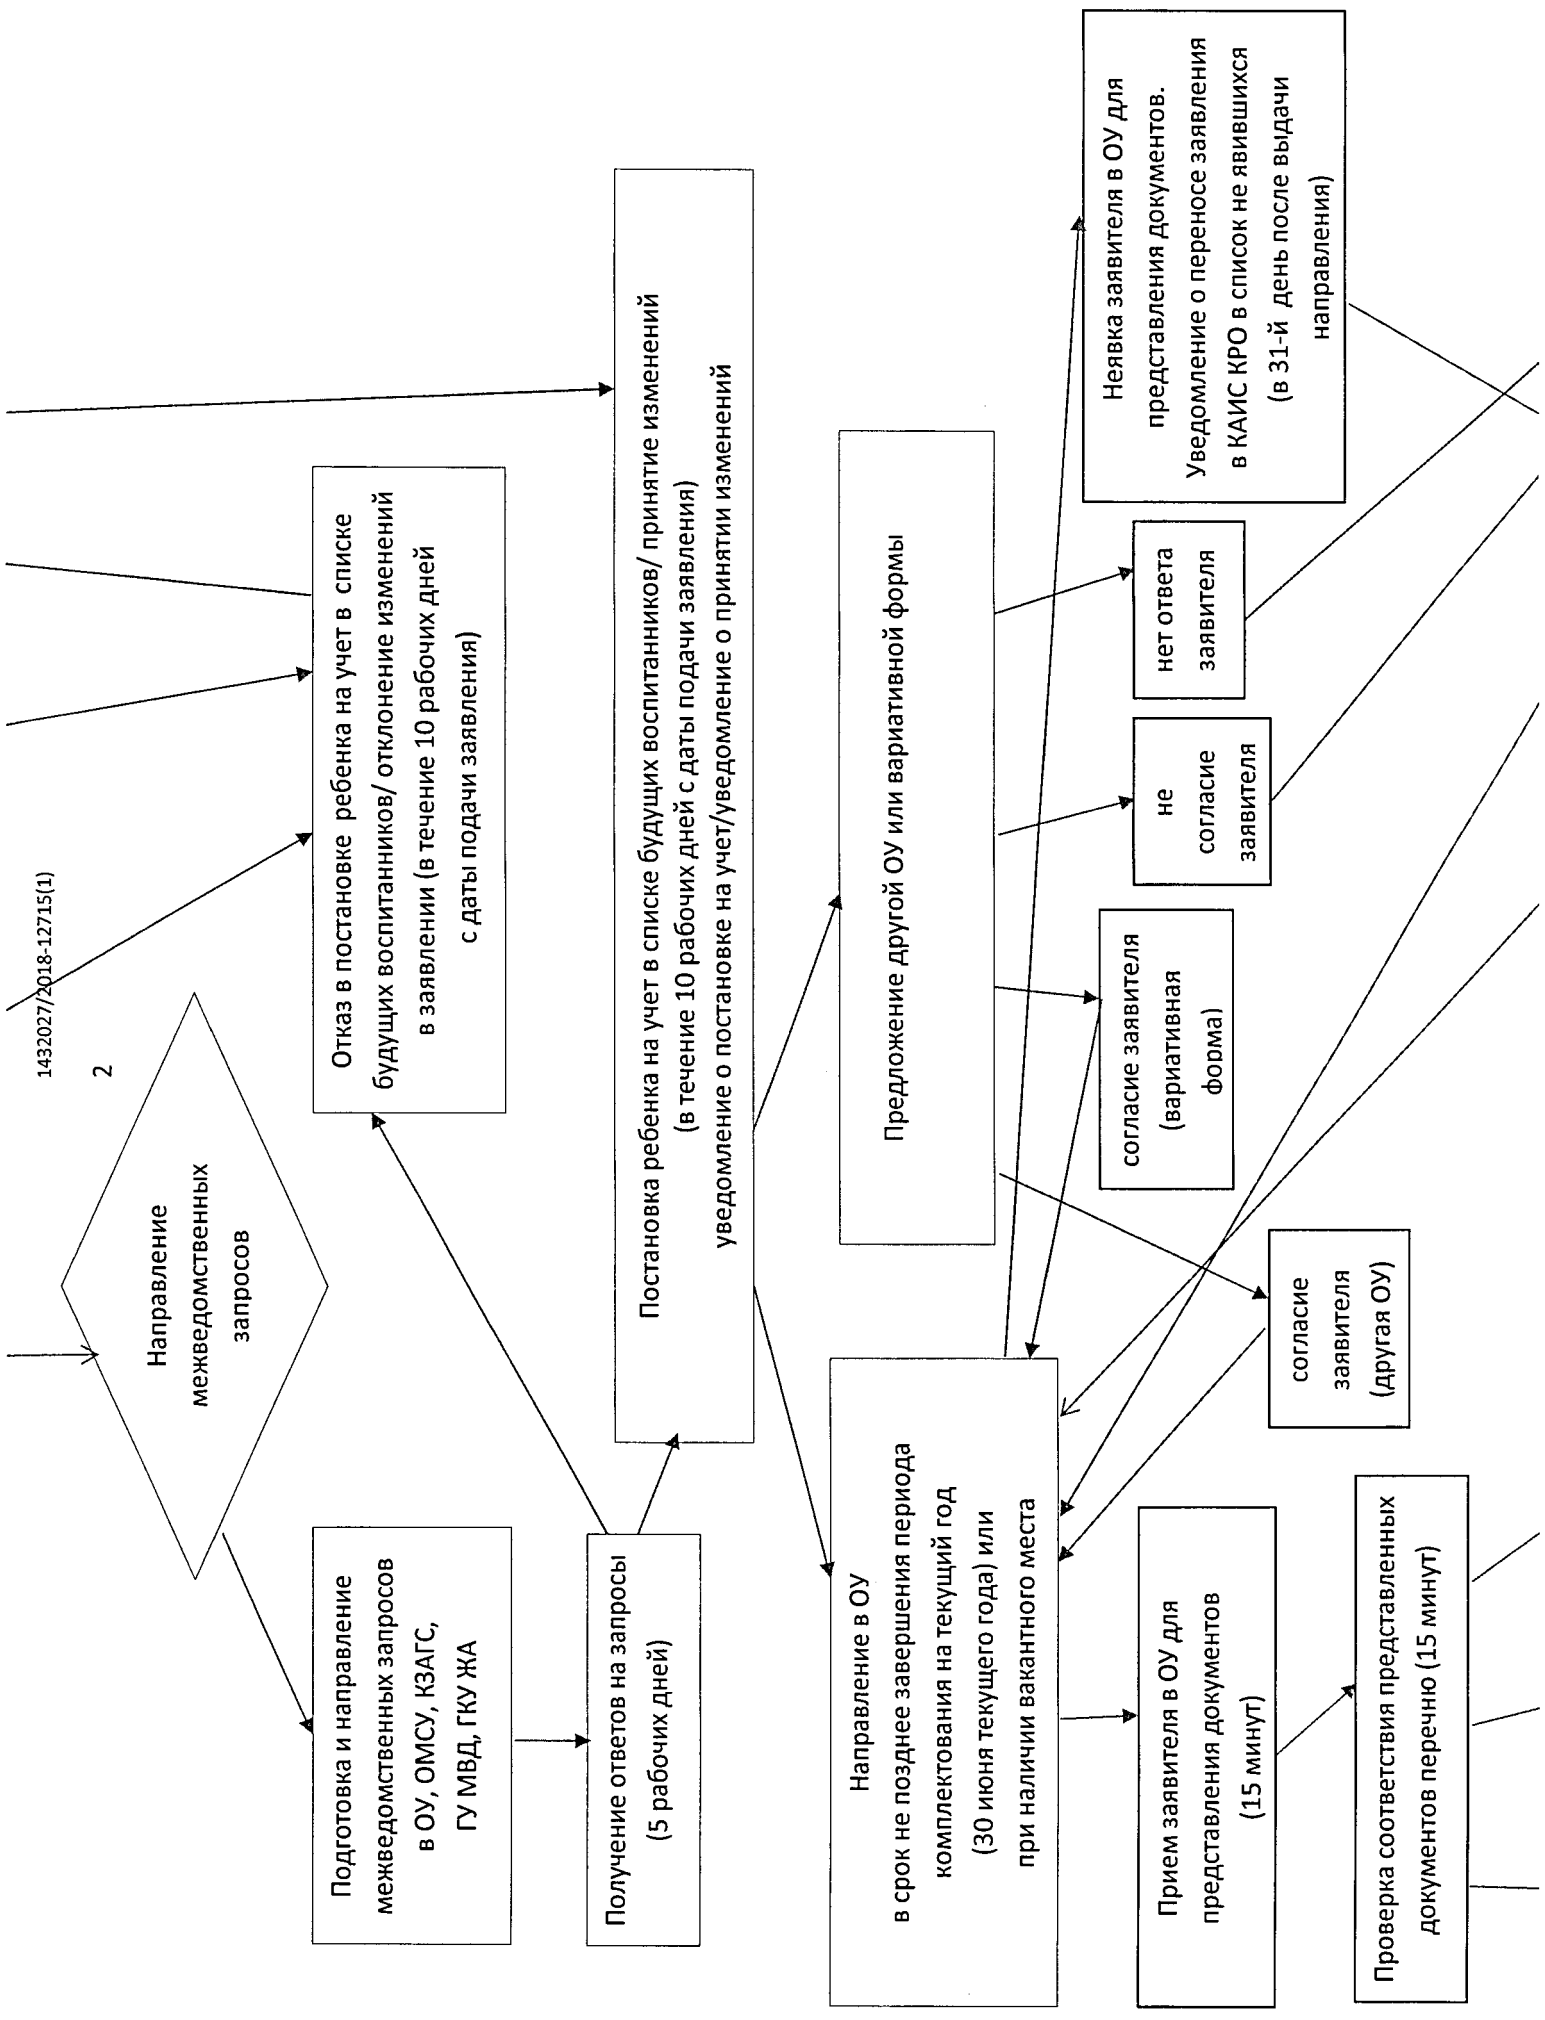 1432027/2018-12715(1)
2
Направление
межведомственных
запросов
Подготовка и направление
межведомственных запросов
в ОУ, ОМСУ, КЗАГС,
ГУ МВД, ГКУ ЖА
Отказ в постановке ребенка на учет в списке
будущих воспитанников/ отклонение изменений
в заявлении (в течение 10 рабочих дней
с даты подачи заявления)
Получение ответов на запросы
(5 рабочих дней)
Постановка ребенка на учет в списке будущих воспитанников/ принятие изменений
(в течение 10 рабочих дней с даты подачи заявления)
уведомление о постановке на учет/уведомление о принятии изменений
Направление в ОУ
в срок не позднее завершения периода
комплектования на текущий год
(30 июня текущего года) или
при наличии вакантного места
Предложение другой ОУ или вариативной формы
Прием заявителя в ОУ для
представления документов
(15 минут)
согласие
заявителя
(другая ОУ)
согласие заявителя
(вариативная
форма)
не
согласие
заявителя
нет ответа
заявителя
Неявка заявителя в ОУ для
представления документов.
Уведомление о переносе заявления
в КАИС КРО в список не явившихся
(в 31-й день после выдачи
направления)
Проверка соответствия представленных
документов перечню (15 минут)